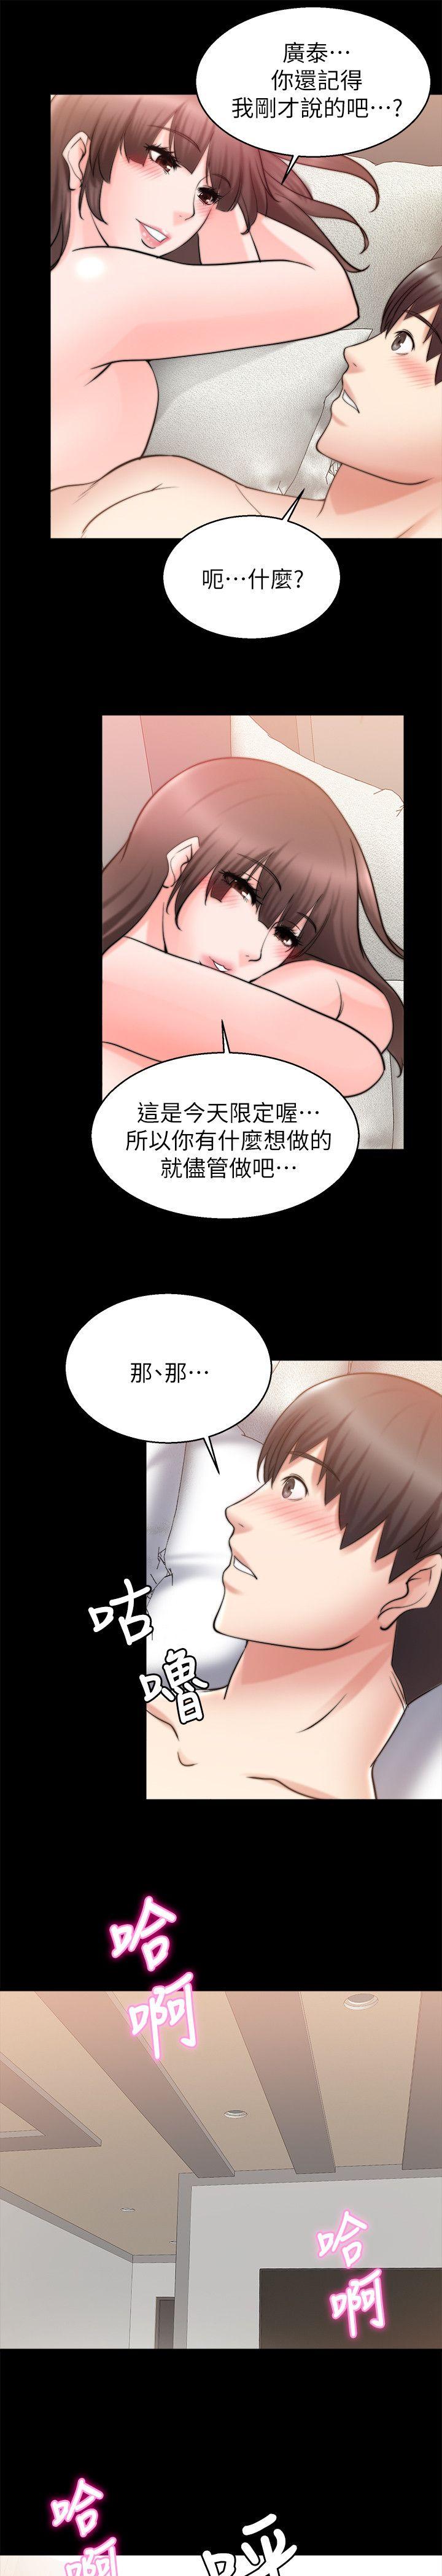 廣泰…
你還記得
我剛才說的吧…?
呃…什麼?
這是今天限定喔…
所以你有什麼想做的
就儘管做吧…
那、那…
咕
嚕
哈
啊
哈
啊
哈